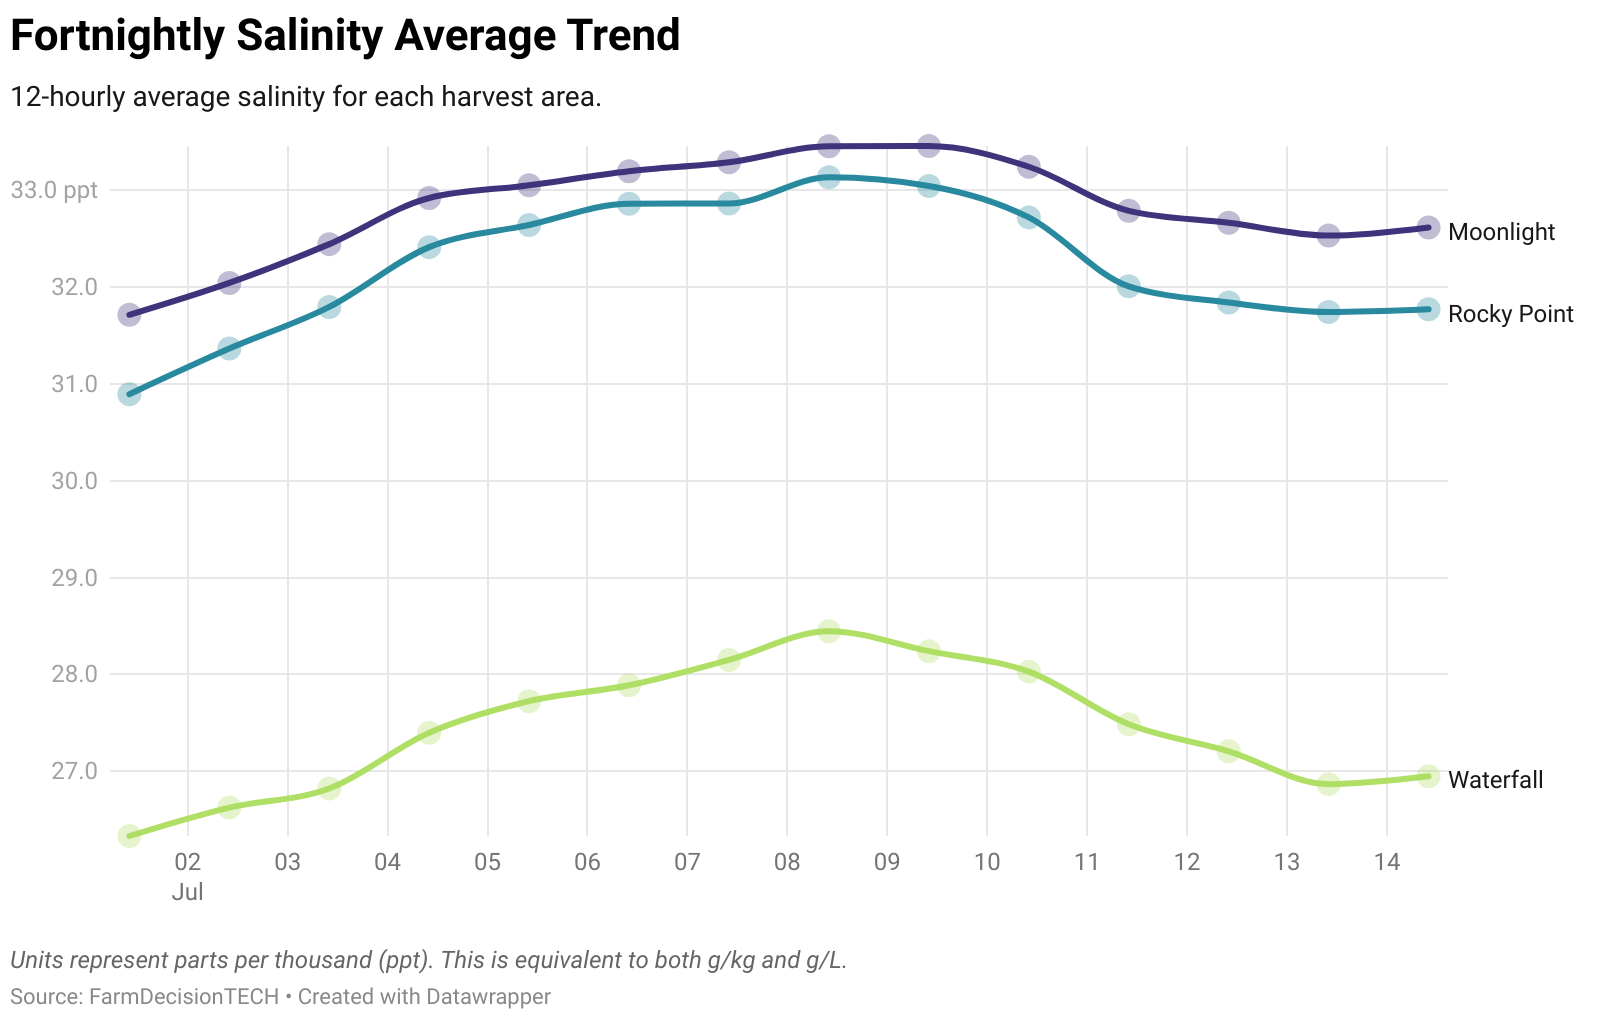 Fortnightly Salinity Average Trend
12-hourly average salinity for each harvest area.
33.0 ppt
32.0
31.0
30.0
29.0
28.0
27.0
Moonlight
Rocky Point
Waterfall
02 03 04 05 06 07 08 09 10 11 12 13 14
Jul
Units represent parts per thousand (ppt). This is equivalent to both g/kg and g/L.
Source: FarmDecisionTECH • Created with Datawrapper